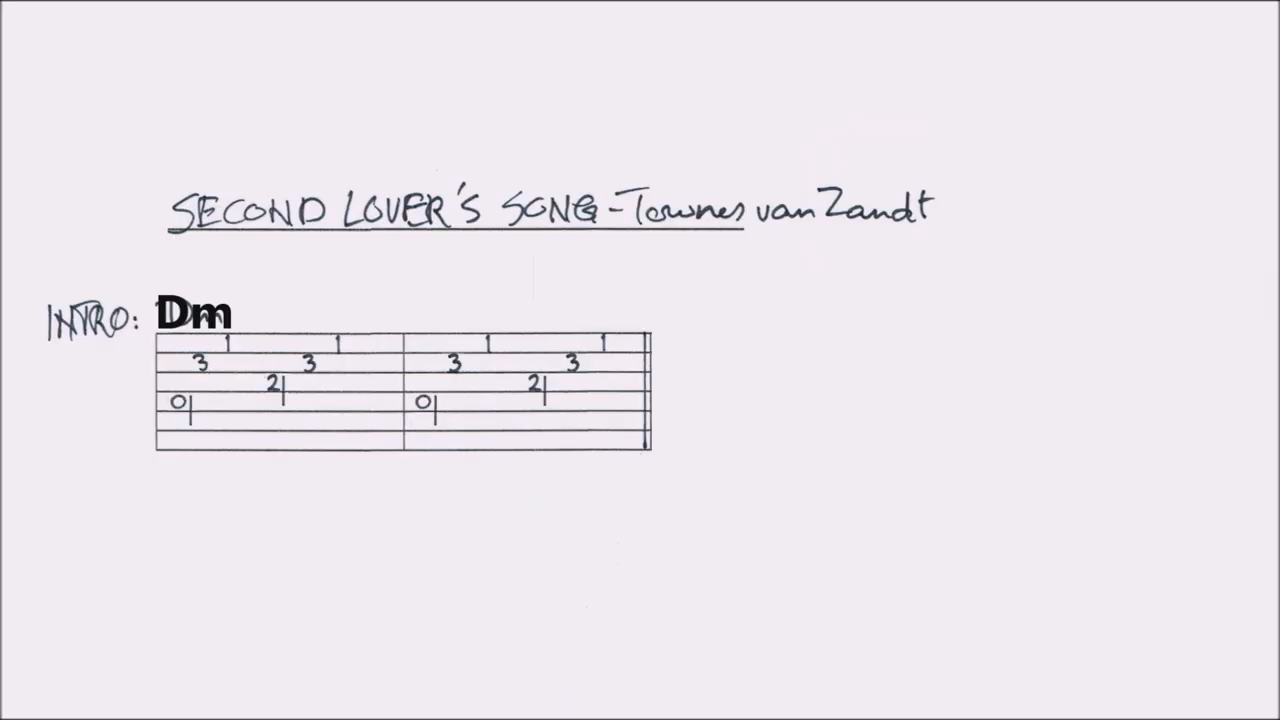 SECOND LOVER'S SONG - Townes van Zandt
INTRO: Dm
1 1 1 1
3 3 3 3
2 2
0 0